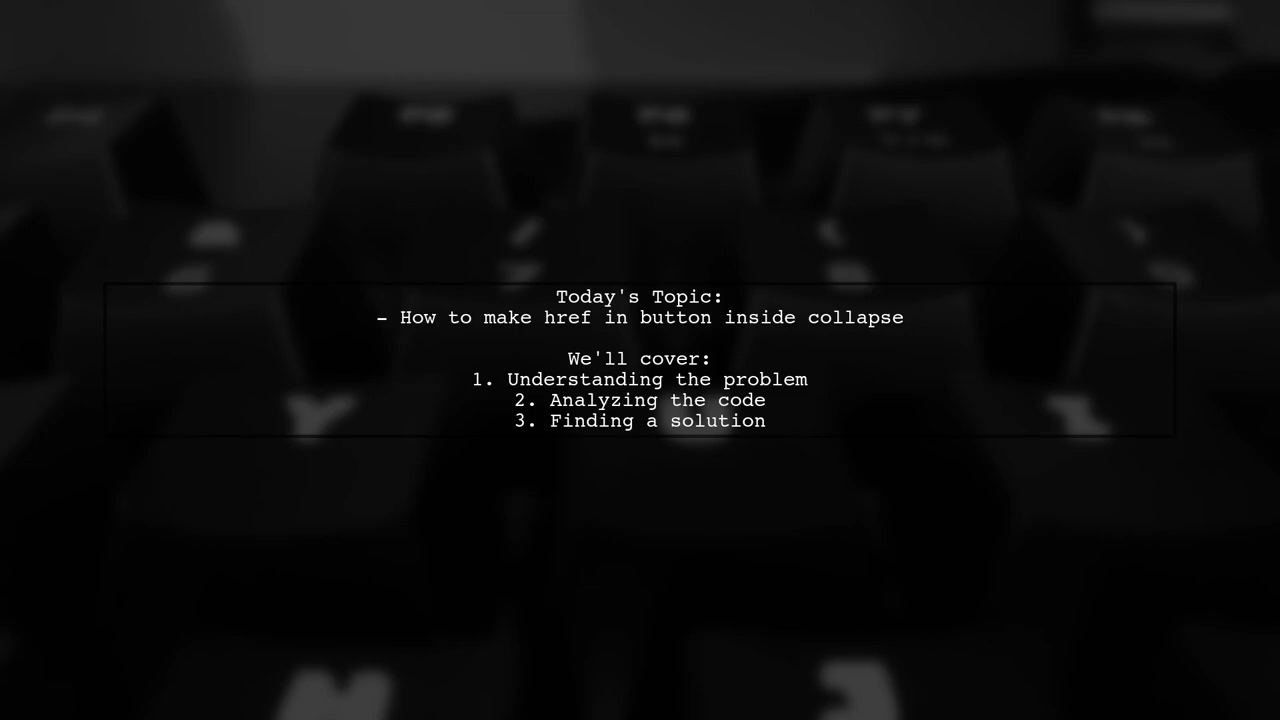 Today's Topic:
- How to make href in button inside collapse
We'll cover:
1. Understanding the problem
2. Analyzing the code
3. Finding a solution